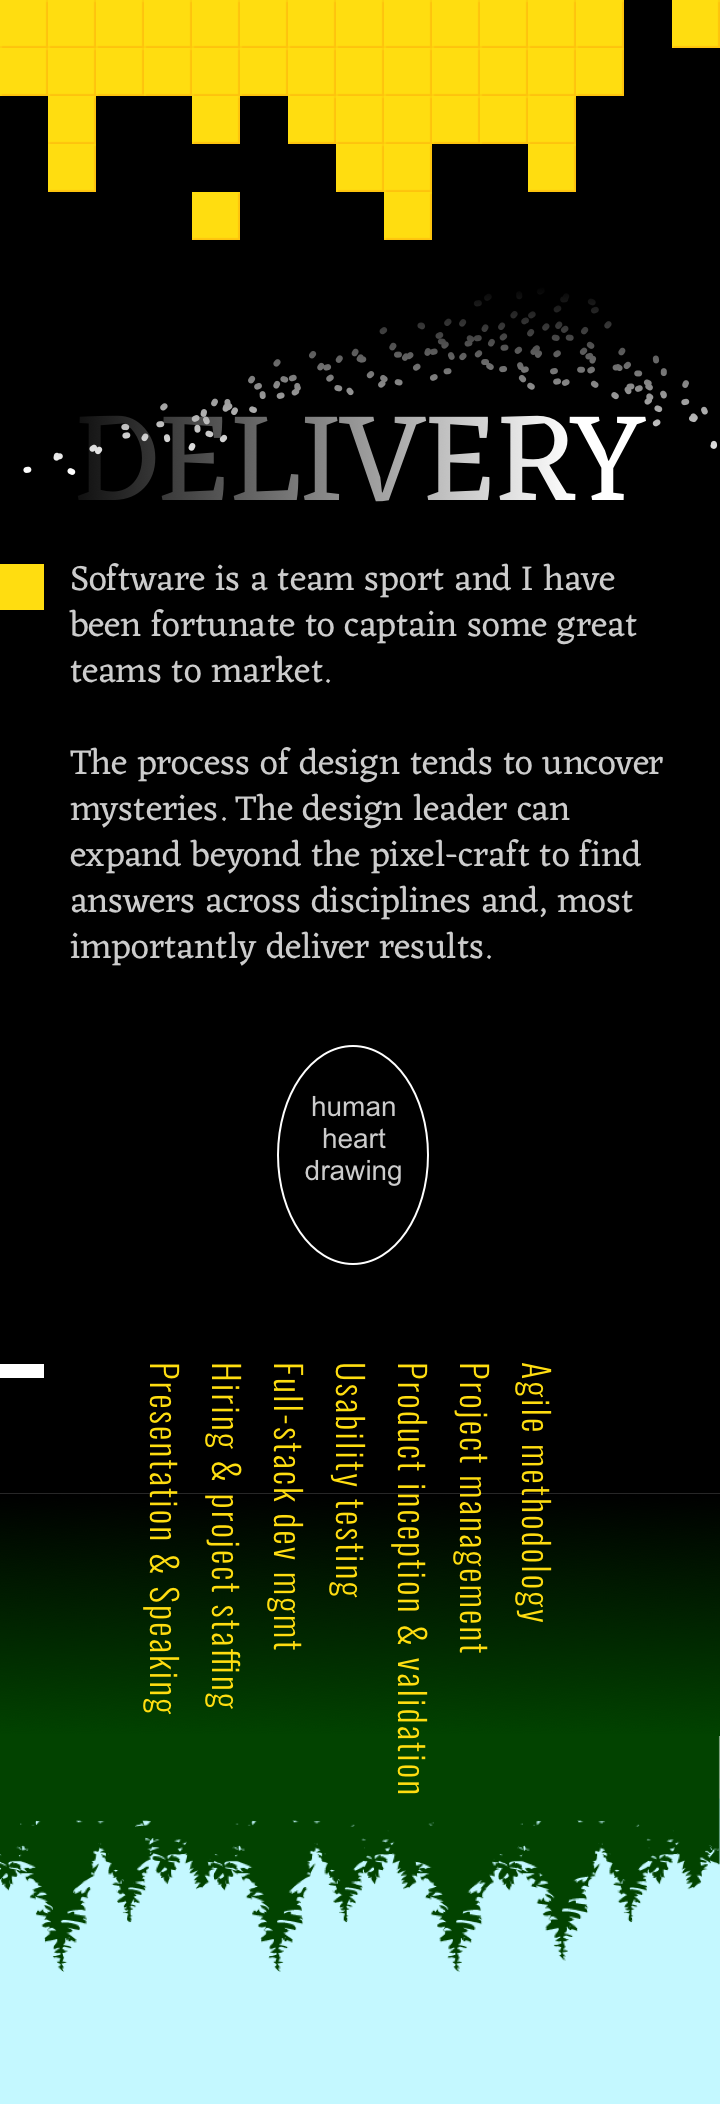 DELIVERY
Software is a team sport and I have
been fortunate to captain some great
teams to market.
The process of design tends to uncover
mysteries. The design leader can
expand beyond the pixel-craft to find
answers across disciplines and, most
importantly deliver results.
human
heart
drawing
Agile methodology
Project management
Product inception & validation
Usability testing
Full-stack dev mgmt
Hiring & project staffing
Presentation & Speaking